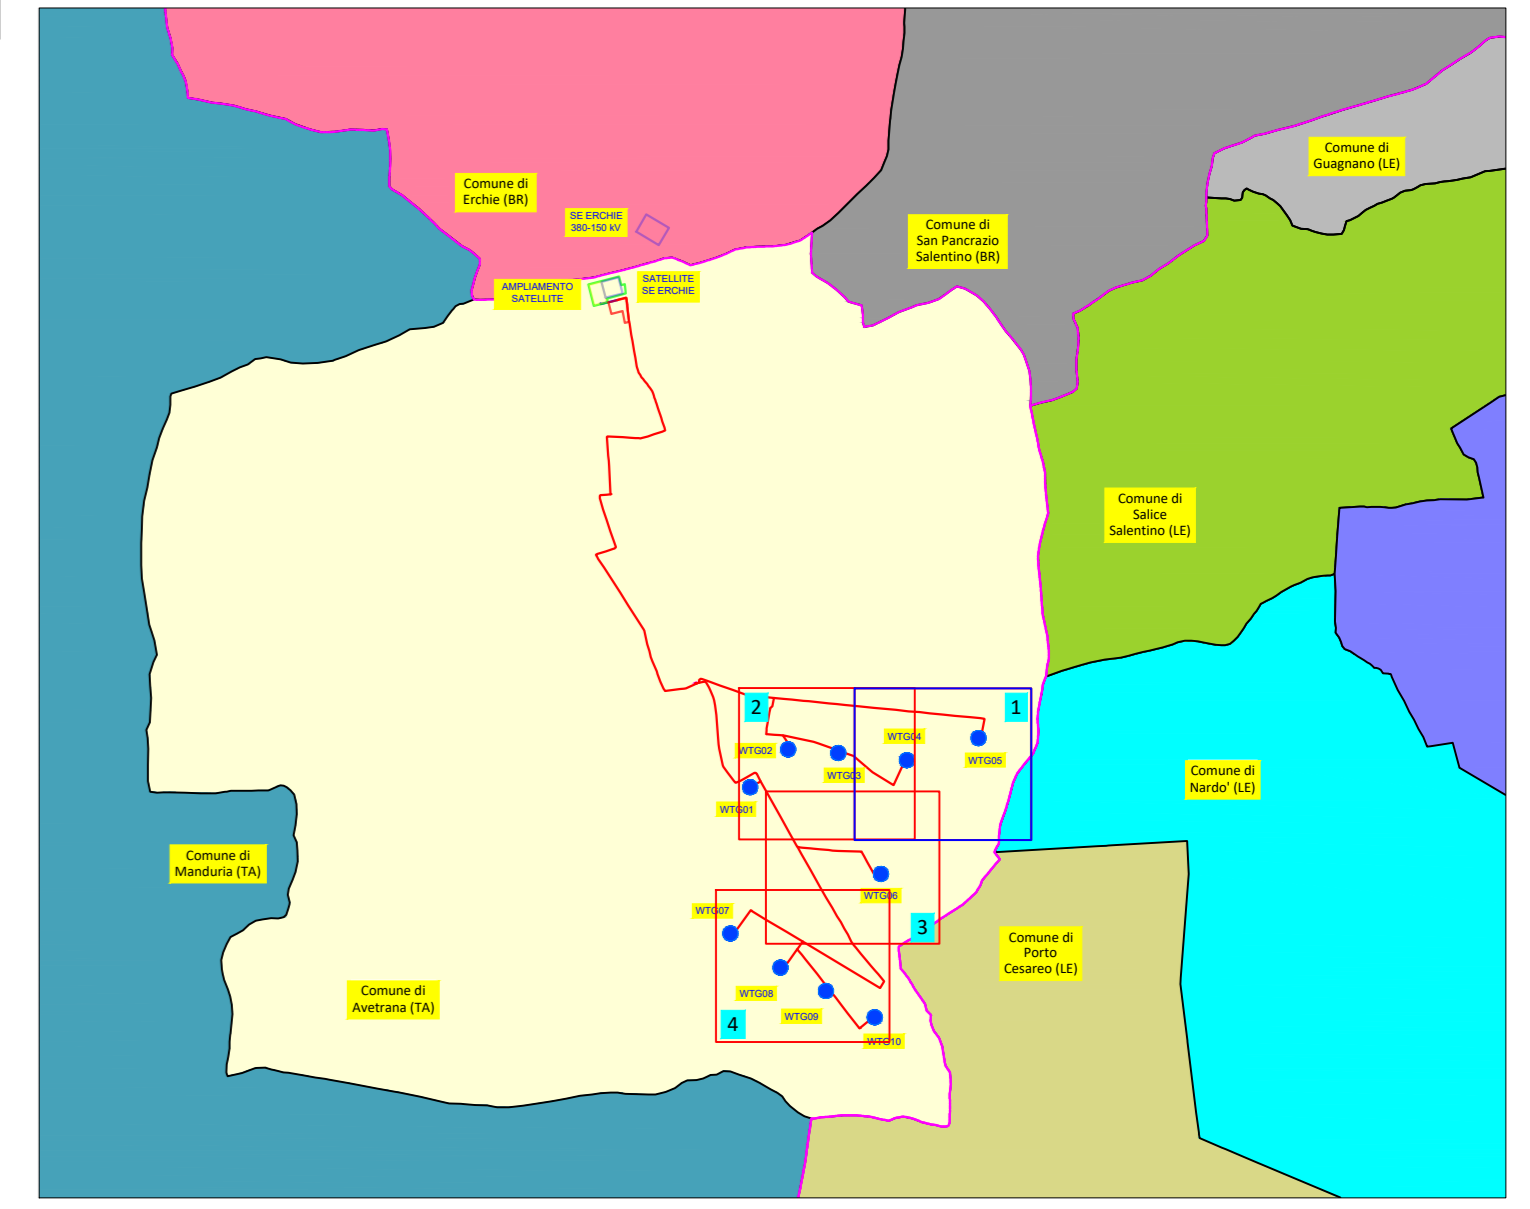 Comune di
Guagnano (LE)
Comune di
Erchie (BR)
SE ERCHIE
380-150 kV
Comune di
San Pancrazio
Salentino (BR)
AMPLIAMENTO
SATELLITE
SATELLITE
SE ERCHIE
Comune di
Salice
Salentino (LE)
2
1
WTG04
WTG02
WTG03
WTG05
Comune di
Nardo' (LE)
WTG01
Comune di
Manduria (TA)
WTG06
WTG07
3
Comune di
Porto
Cesareo (LE)
Comune di
Avetrana (TA)
WTG08
WTG09
4
WTG10